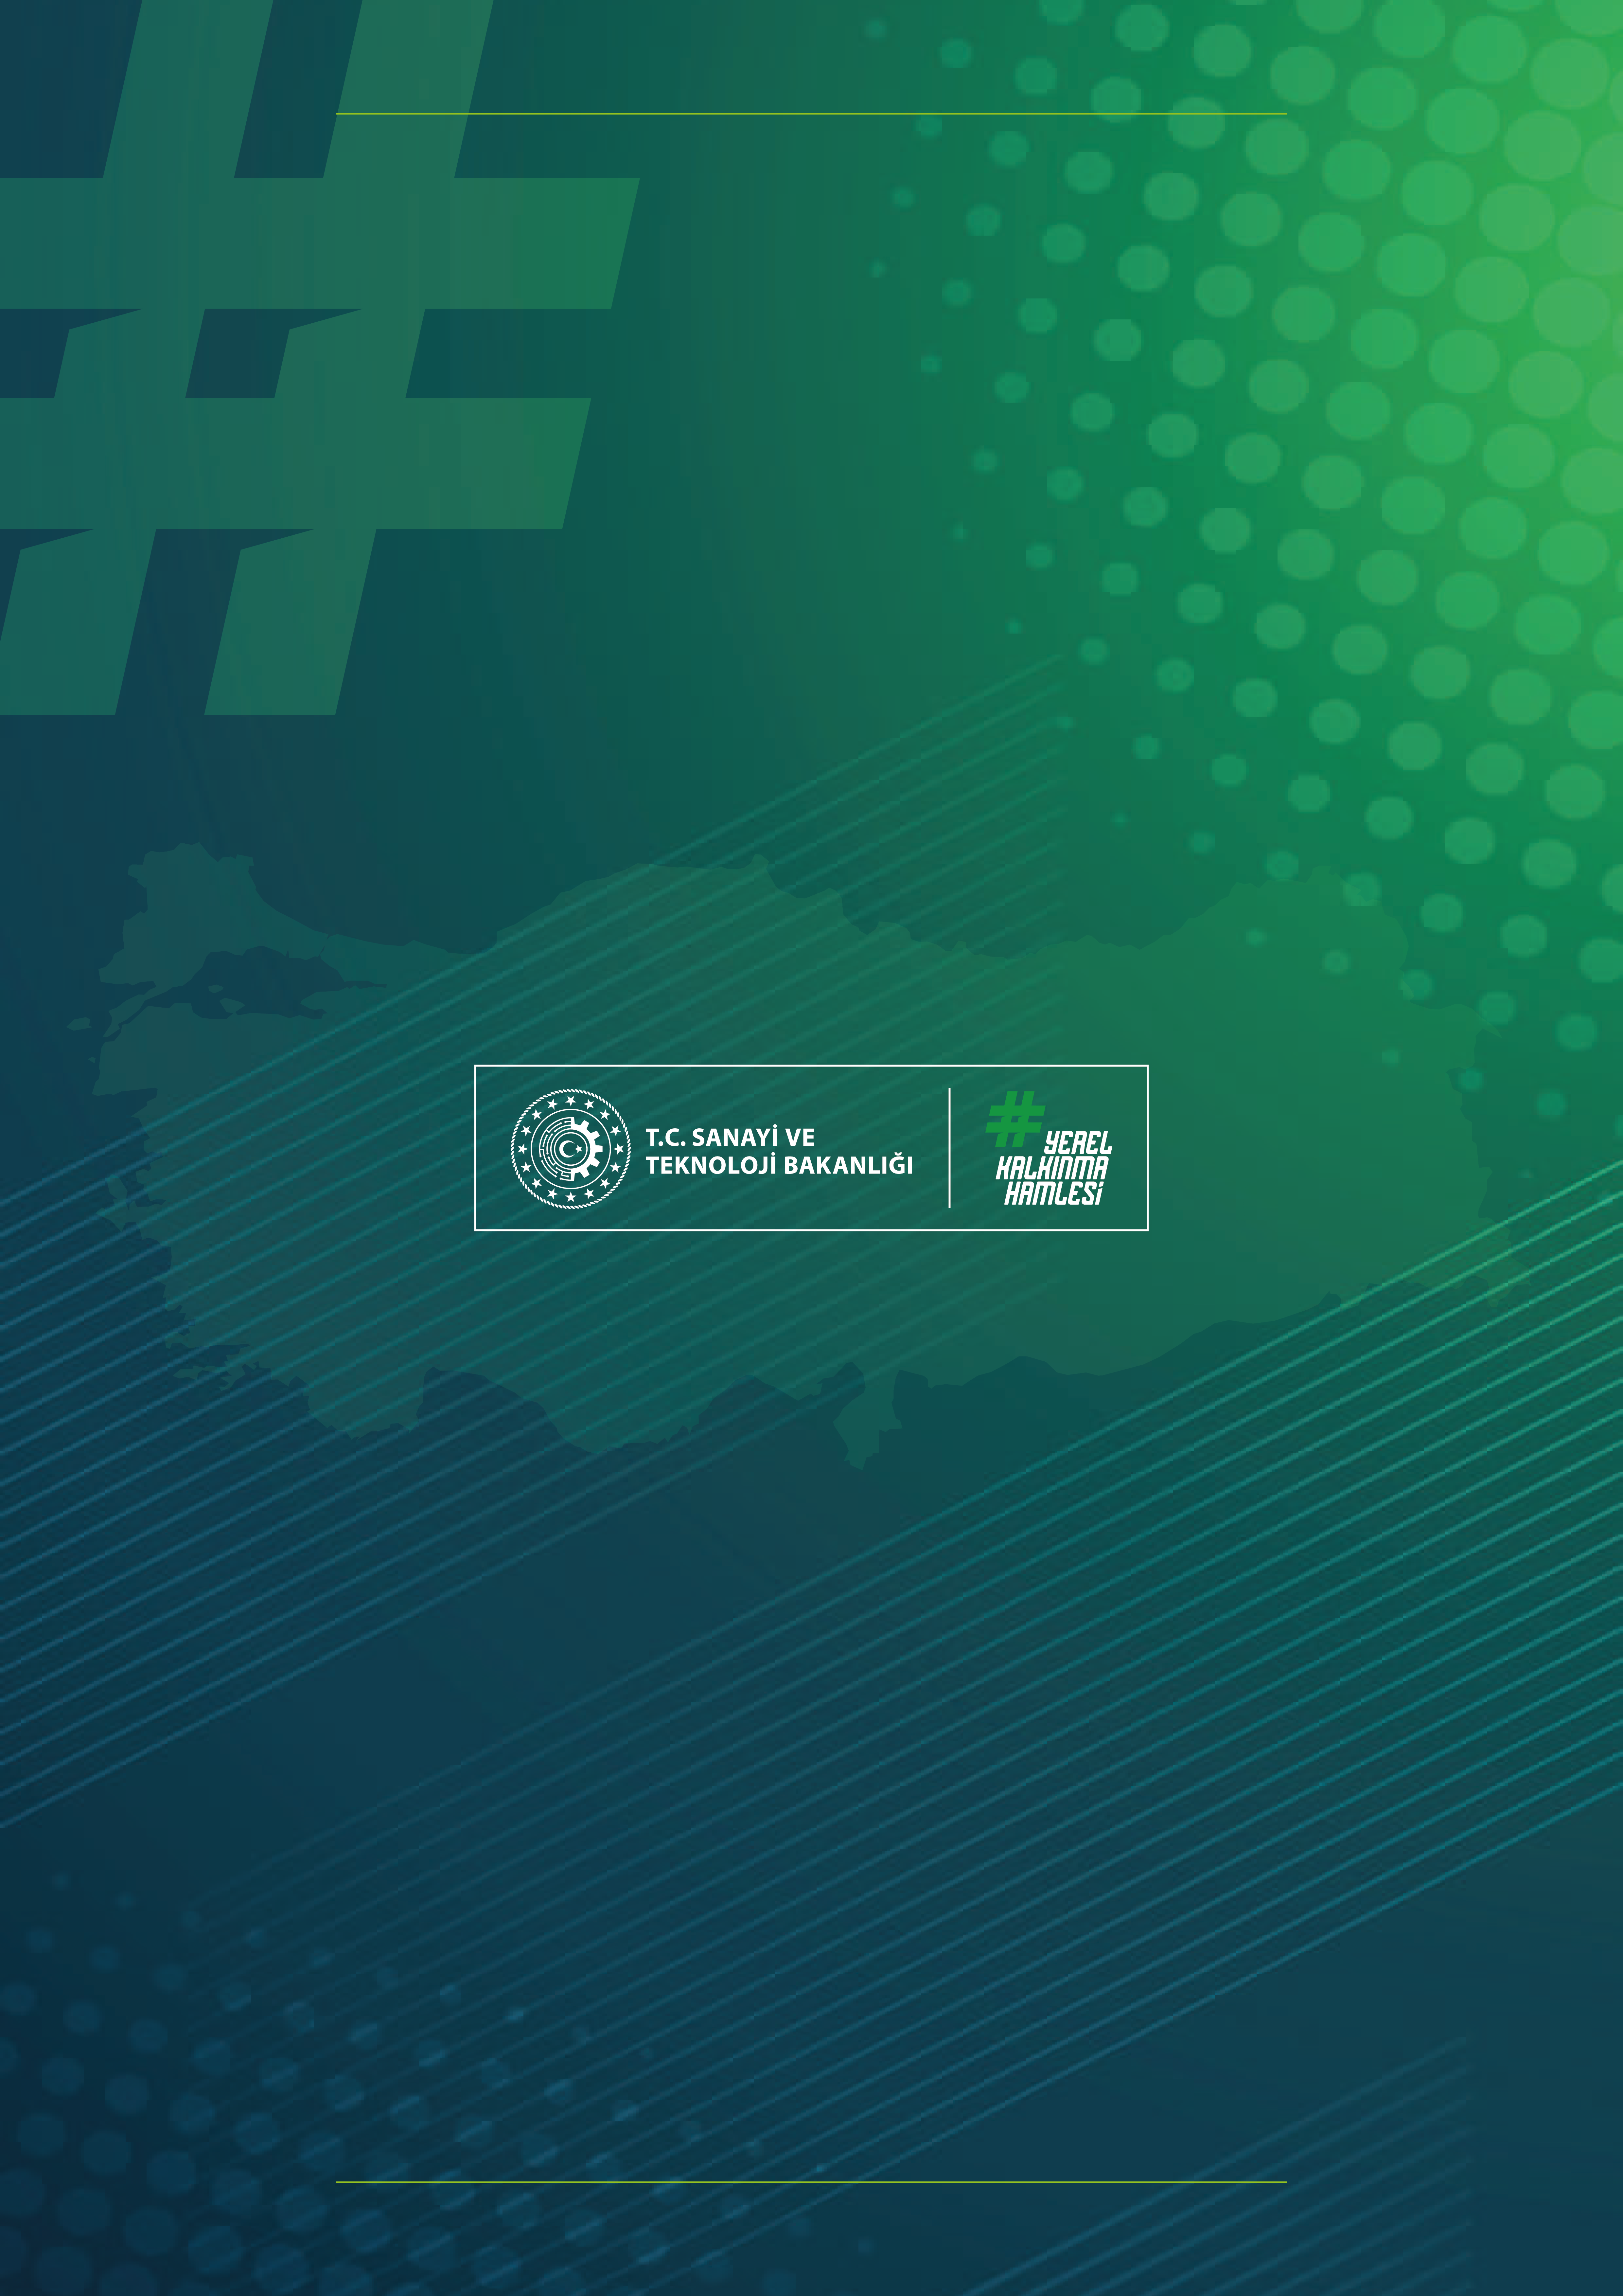 #
T.C. SANAYİ VE
TEKNOLOJİ BAKANLIĞI
#
YEREL
KALKINMA
HAMLESİ